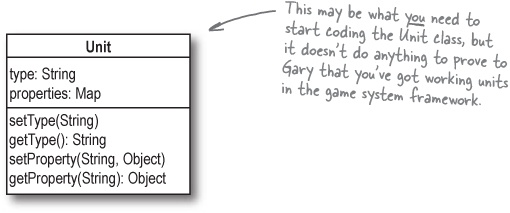 Unit
type: String
properties: Map
setType(String)
getType(): String
setProperty(String, Object)
getProperty(String): Object
This may be what you need to
start coding the Unit class, but
it doesn't do anything to prove to
Gary that you've got working units
in the game system framework.